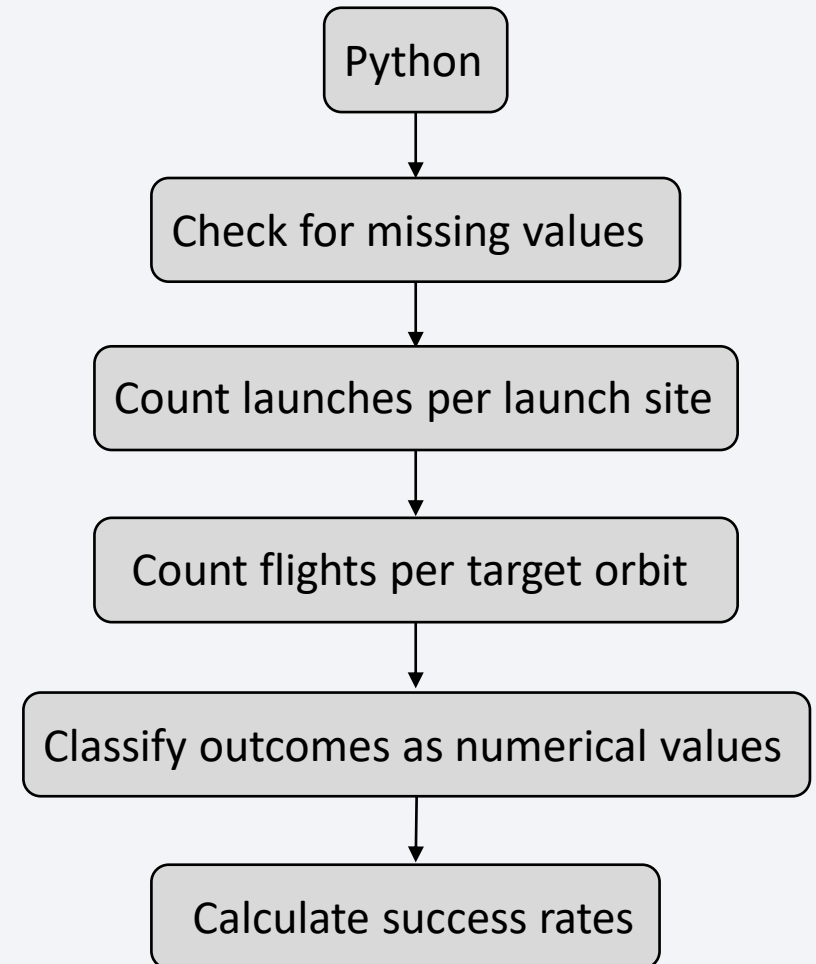 Python
Check for missing values
Count launches per launch site
Count flights per target orbit
Classify outcomes as numerical values
Calculate success rates